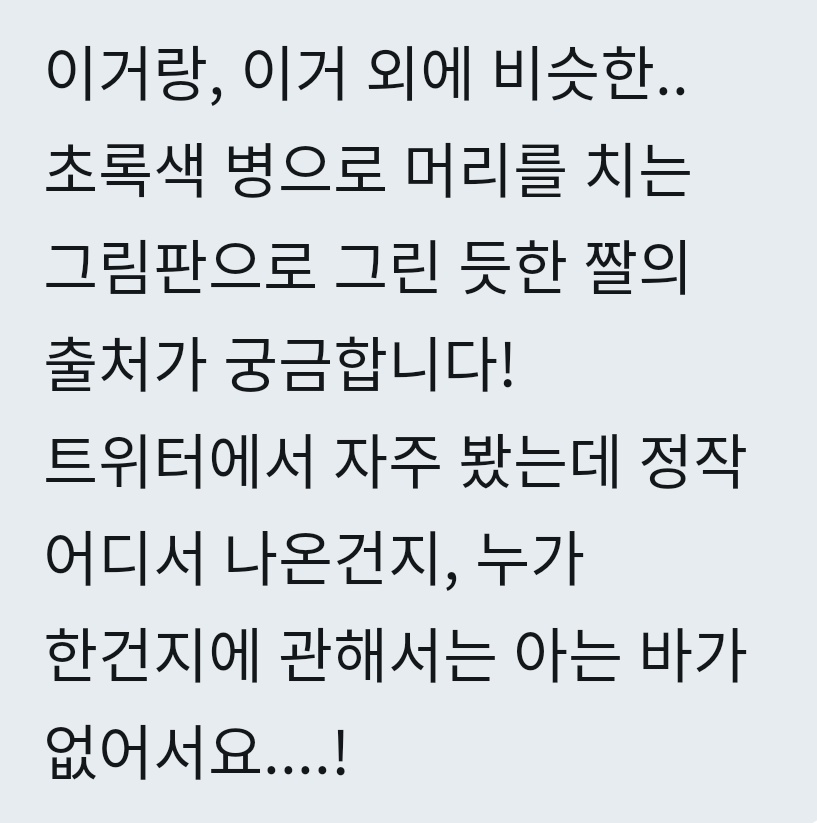 이거랑, 이거 외에 비슷한..
초록색 병으로 머리를 치는
그림판으로 그린 듯한 짤의
출처가 궁금합니다!
트위터에서 자주 봤는데 정작
어디서 나온건지, 누가
한건지에 관해서는 아는 바가
없어서요....!